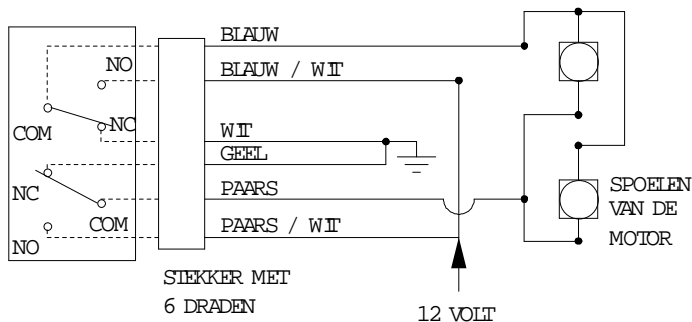 BLAUW
NO
BLAUW / WIT
COM
NC
WIT
GEEL
NC
PAARS
SPOELEN
VAN DE
MOTOR
COM
PAARS / WIT
NO
STEKKER MET
6 DRADEN
12 VOLT